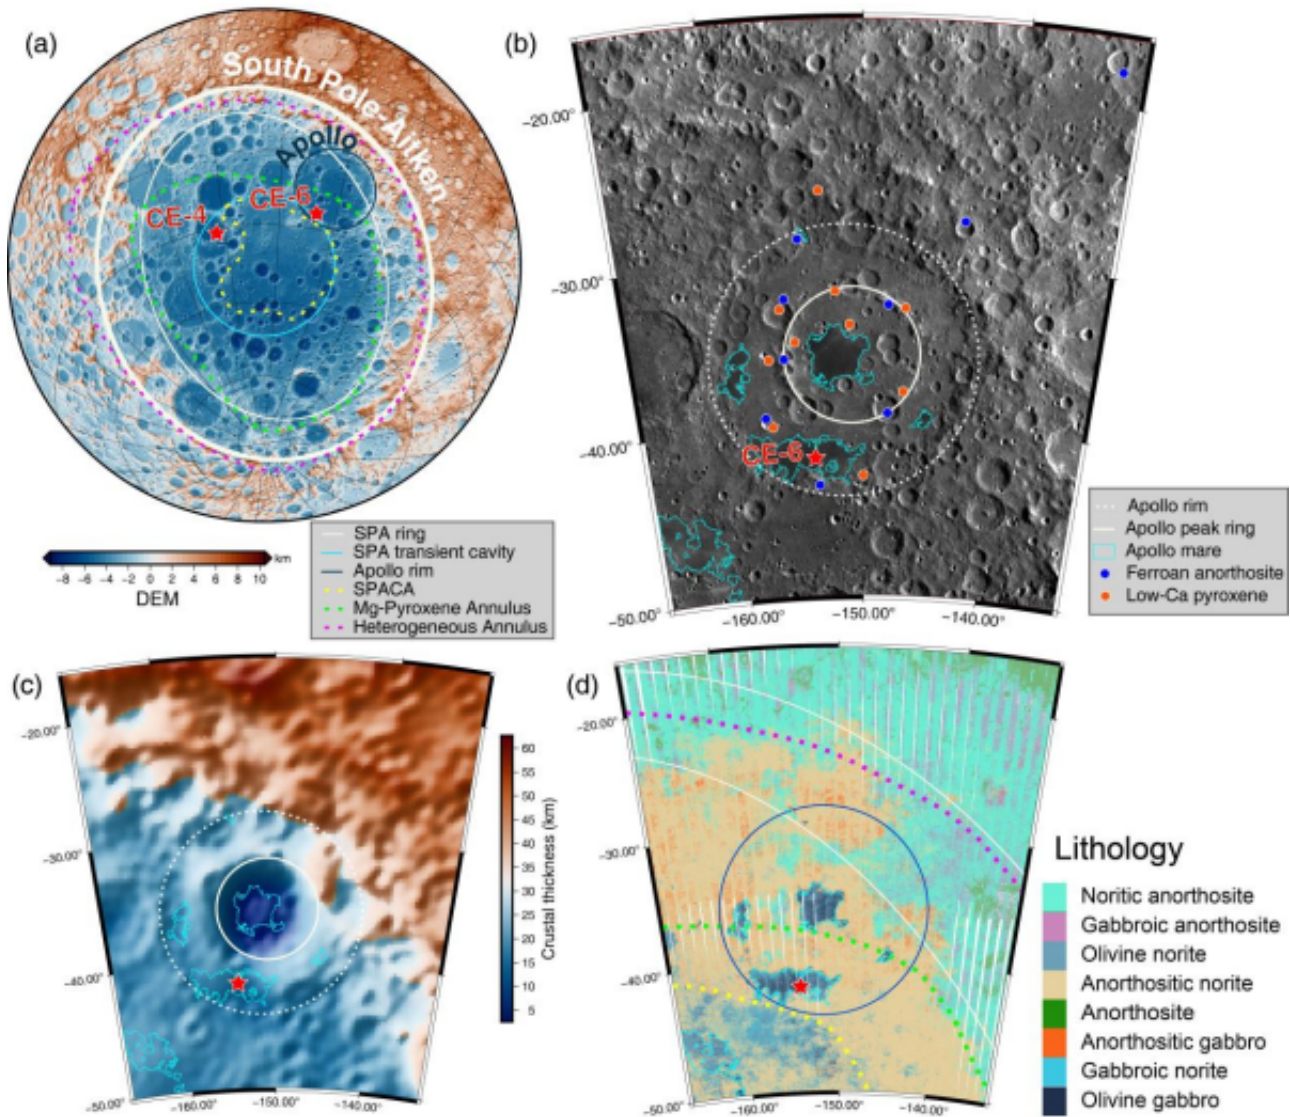 (a)
South Pole-Aitken
Apollo
CE-6
CE-4
-8 -6 -4 -2 0 2 4 6 8 10 km
DEM
SPA ring
SPA transient cavity
Apollo rim
SPACA
Mg-Pyroxene Annulus
Heterogeneous Annulus
(b)
-20.00°
-30.00°
-40.00°
-50.00°
CE-6
-160.00° -150.00° -140.00°
Apollo rim
Apollo peak ring
Apollo mare
Ferroan anorthosite
Low-Ca pyroxene
(c)
-20.00°
-30.00°
-40.00°
-50.00°
-160.00° -150.00° -140.00°
60
55
50
45
40
35
30
25
20
15
10
5
Crustal thickness (km)
(d)
-20.00°
-30.00°
-40.00°
-50.00°
-160.00° -150.00° -140.00°
Lithology
Noritic anorthosite
Gabbroic anorthosite
Olivine norite
Anorthositic norite
Anorthosite
Anorthositic gabbro
Gabbroic norite
Olivine gabbro